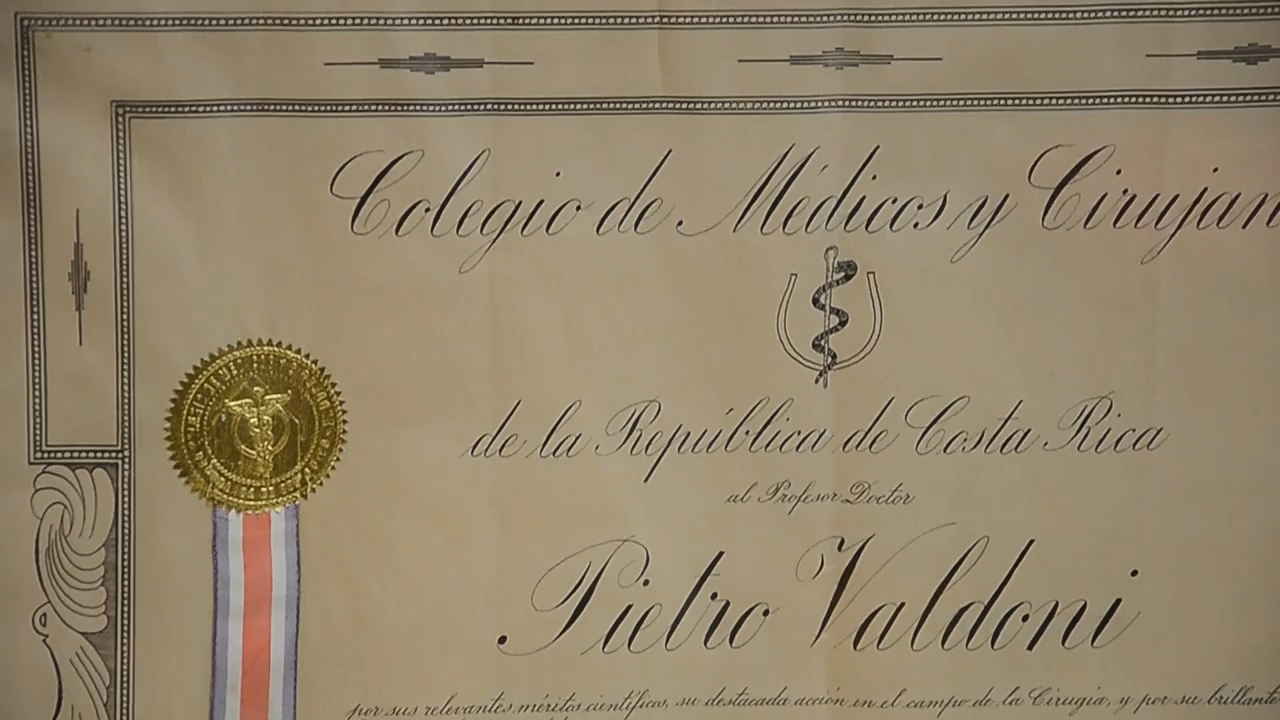 Colegio de Médicos y Cirujan
de la República de Costa Rica
al Profesor Doctor
Pietro Valdoni
por sus relevantes méritos científicos, su destacada acción en el campo de la Cirugía, y por su brillante